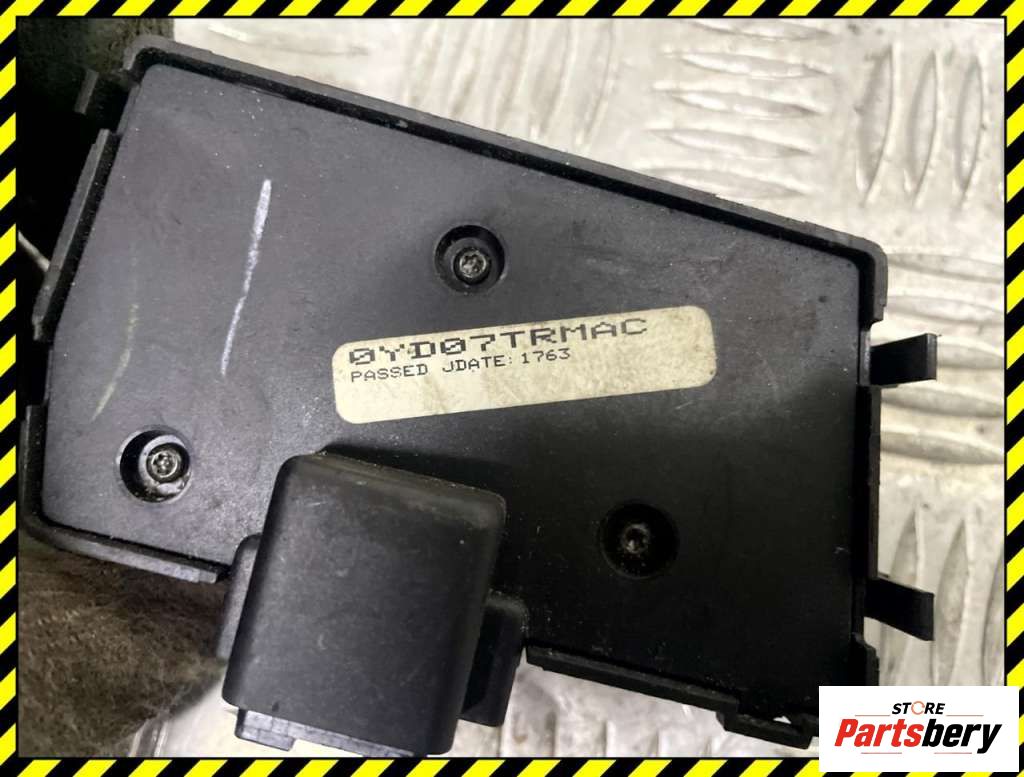 0YD07TRMAC
PASSED JDATE:1763
STORE
Partsbery